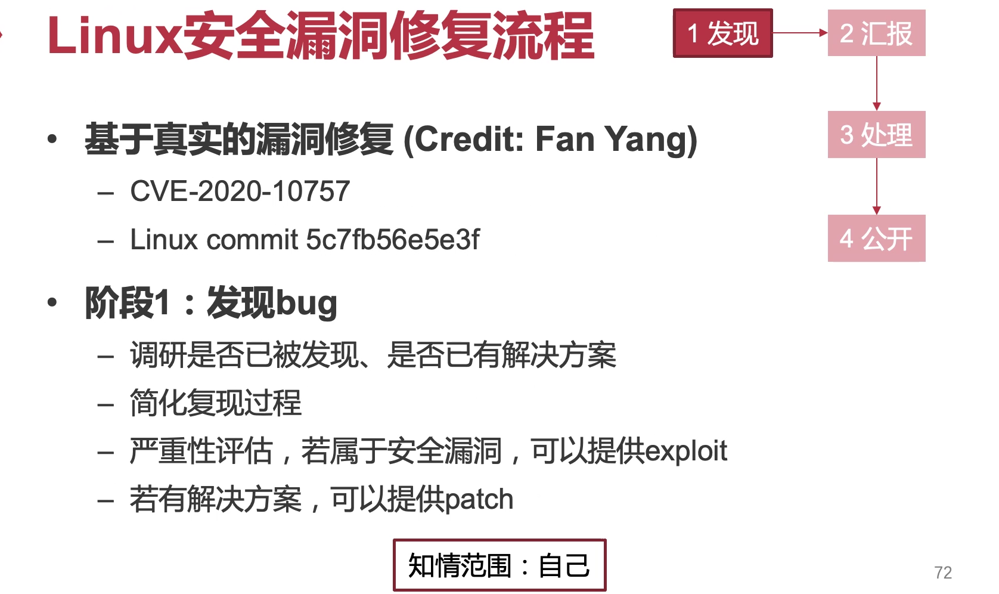 Linux安全漏洞修复流程
1 发现
2 汇报
3 处理
4 公开
• 基于真实的漏洞修复 (Credit: Fan Yang)
– CVE-2020-10757
– Linux commit 5c7fb56e5e3f
• 阶段1：发现bug
– 调研是否已被发现、是否已有解决方案
– 简化复现过程
– 严重性评估，若属于安全漏洞，可以提供exploit
– 若有解决方案，可以提供patch
知情范围：自己
72